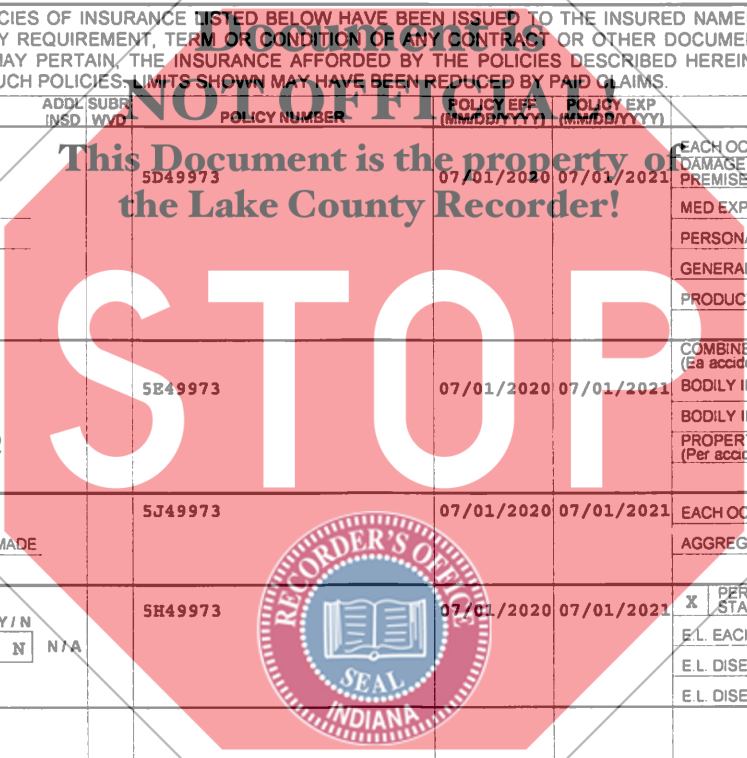 CIES OF INSURANCE LISTED BELOW HAVE BEEN ISSUED TO THE INSURED NAME
Y REQUIREMENT, TERM OR CONDITION OF ANY CONTRACT OR OTHER DOCUME
MAY PERTAIN, THE INSURANCE AFFORDED BY THE POLICIES DESCRIBED HEREIN
UCH POLICIES. LIMITS SHOWN MAY HAVE BEEN REDUCED BY PAID CLAIMS.
Document is
NOT OFFICIAL!
This Document is the property of
the Lake County Recorder!
STOP
ADDL SUBR
INSD WVD
POLICY NUMBER
POLICY EFF
(MM/DD/YYYY)
POLICY EXP
(MM/DD/YYYY)
5D49973 07/01/2020 07/01/2021
EACH OC
DAMAGE
PREMISE
MED EXP
PERSONA
GENERAL
PRODUC
5E49973 07/01/2020 07/01/2021
COMBINE
(Ea accide
BODILY I
BODILY I
PROPERT
(Per accid
5J49973 07/01/2020 07/01/2021
EACH OC
MADE
AGGREG
5H49973 07/01/2020 07/01/2021
X PER
STA
Y / N
N N / A
E.L. EACH
E.L. DISE
E.L. DISE
RECORDER'S OFFICE
SEAL
INDIANA